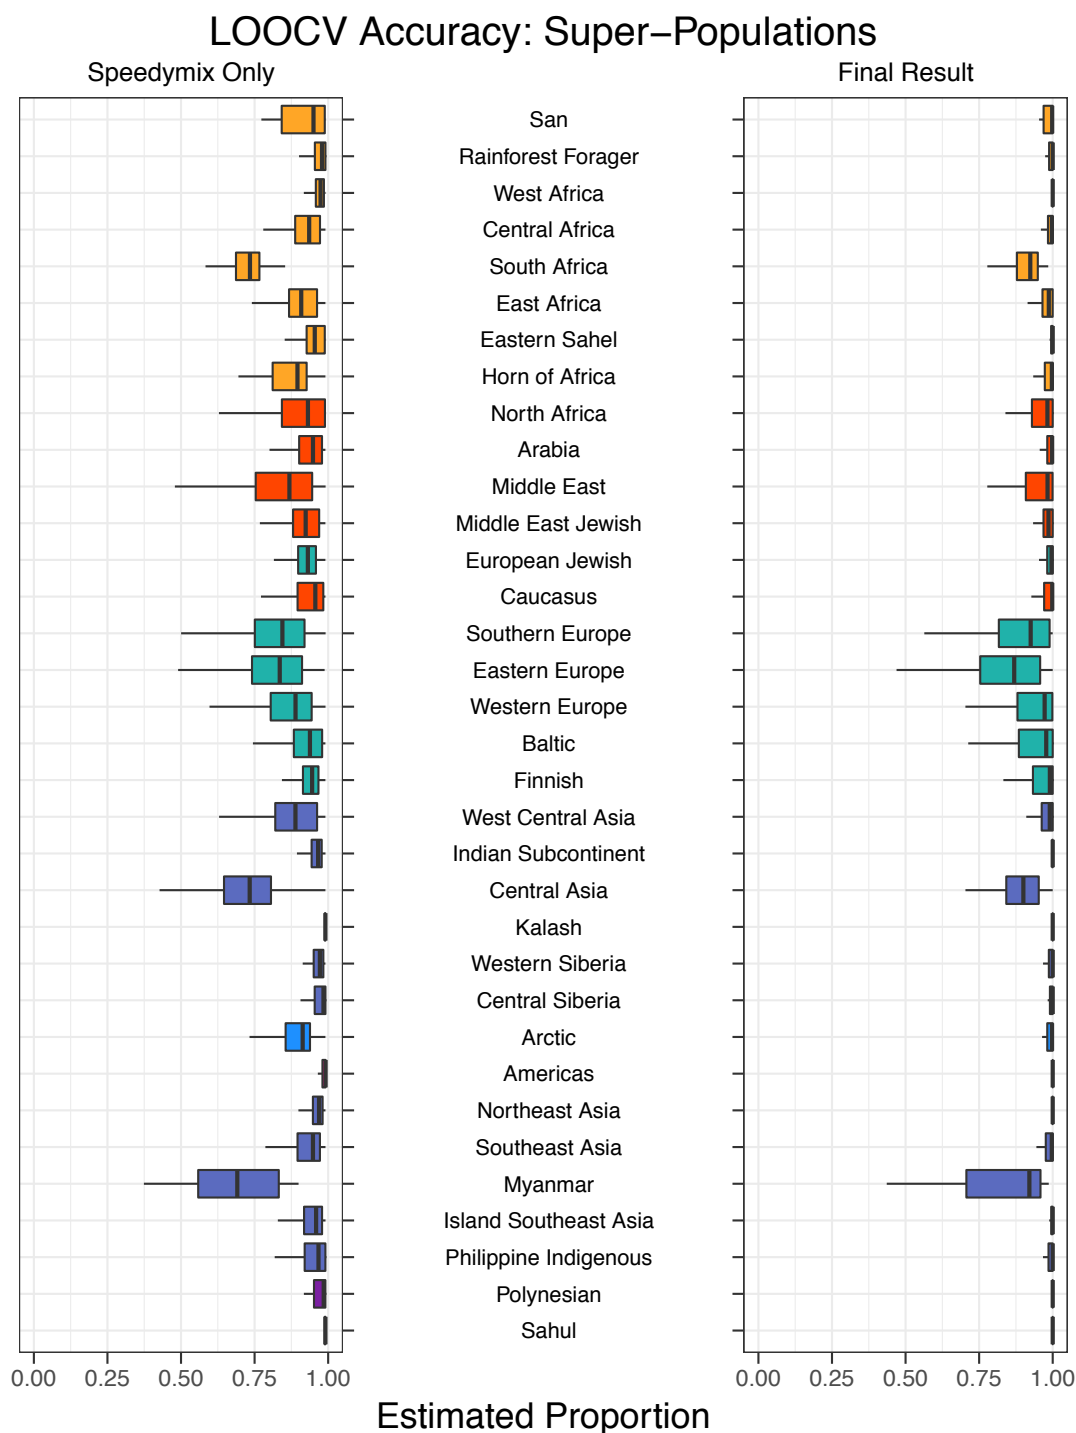 LOOCV Accuracy: Super−Populations
Speedymix Only
Final Result
San
Rainforest Forager
West Africa
Central Africa
South Africa
East Africa
Eastern Sahel
Horn of Africa
North Africa
Arabia
Middle East
Middle East Jewish
European Jewish
Caucasus
Southern Europe
Eastern Europe
Western Europe
Baltic
Finnish
West Central Asia
Indian Subcontinent
Central Asia
Kalash
Western Siberia
Central Siberia
Arctic
Americas
Northeast Asia
Southeast Asia
Myanmar
Island Southeast Asia
Philippine Indigenous
Polynesian
Sahul
0.00 0.25 0.50 0.75 1.00
0.00 0.25 0.50 0.75 1.00
Estimated Proportion